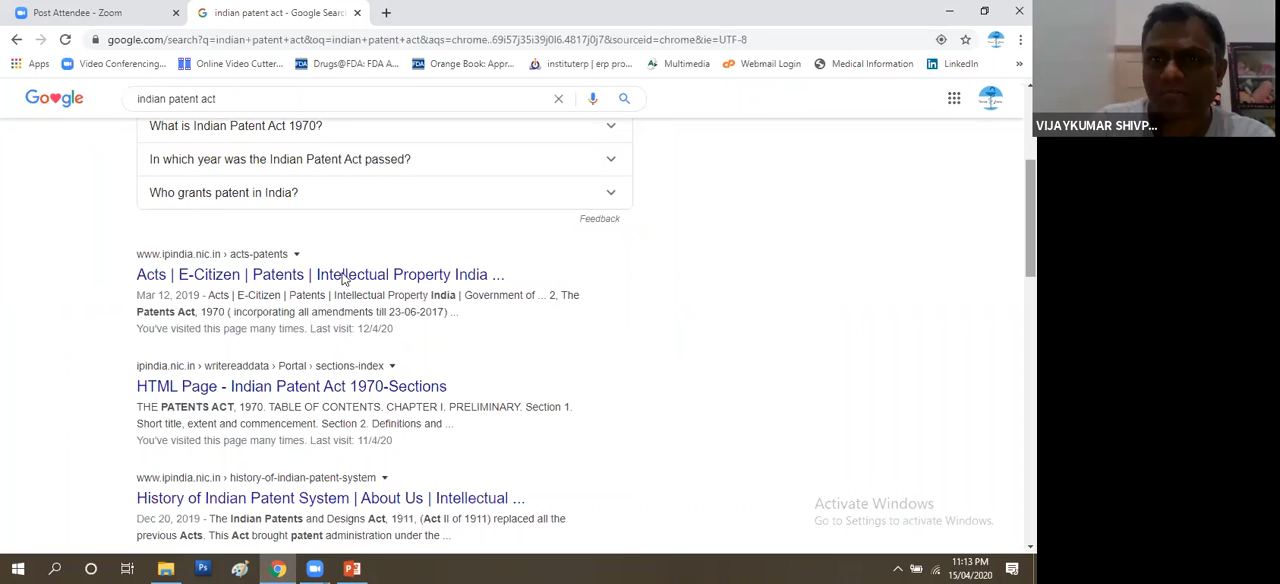 Post Attendee - Zoom
indian patent act - Google Search
google.com/search?q=indian+patent+act&oq=indian+patent+act&aqs=chrome..69i57j35i39j0l6.4817j0j7&sourceid=chrome&ie=UTF-8
Apps Video Conferencing... Online Video Cutter... Drugs@FDA: FDA A... Orange Book: Appr... instituterp | erp pro... Multimedia Webmail Login Medical Information LinkedIn
Google indian patent act
VIJAYKUMAR SHIVP...
What is Indian Patent Act 1970?
In which year was the Indian Patent Act passed?
Who grants patent in India?
Feedback
www.ipindia.nic.in › acts-patents
Acts | E-Citizen | Patents | Intellectual Property India ...
Mar 12, 2019 - Acts | E-Citizen | Patents | Intellectual Property India | Government of ... 2, The
Patents Act, 1970 ( incorporating all amendments till 23-06-2017) ...
You've visited this page many times. Last visit: 12/4/20
ipindia.nic.in › writereaddata › Portal › sections-index
HTML Page - Indian Patent Act 1970-Sections
THE PATENTS ACT, 1970. TABLE OF CONTENTS. CHAPTER I. PRELIMINARY. Section 1.
Short title, extent and commencement. Section 2. Definitions and ...
You've visited this page many times. Last visit: 11/4/20
www.ipindia.nic.in › history-of-indian-patent-system
History of Indian Patent System | About Us | Intellectual ...
Dec 20, 2019 - The Indian Patents and Designs Act, 1911, (Act II of 1911) replaced all the
previous Acts. This Act brought patent administration under the ...
Activate Windows
Go to Settings to activate Windows.
11:13 PM
15/04/2020